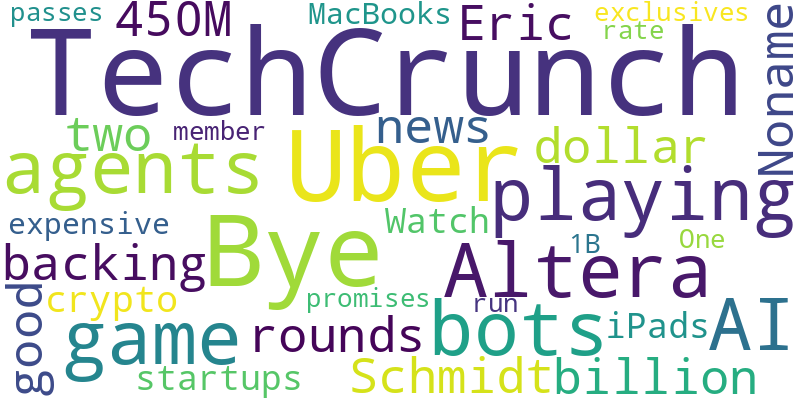 passes
450M
MacBooks
Eric
exclusives
rate
Noname
TechCrunch
two
member
news
dollar
agents
Uber
playing
expensive
Bye
Watch
1B
One
backing
Altera
good
crypto
promises
run
game
rounds
bots
iPads
AI
startups
Schmidt
billion